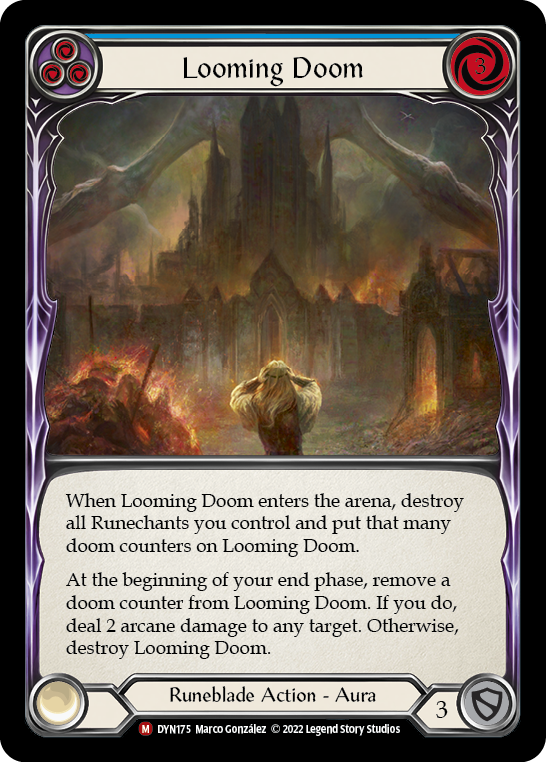 Looming Doom
3
When Looming Doom enters the arena, destroy
all Runechants you control and put that many
doom counters on Looming Doom.
At the beginning of your end phase, remove a
doom counter from Looming Doom. If you do,
deal 2 arcane damage to any target. Otherwise,
destroy Looming Doom.
Runeblade Action - Aura
3
M DYN175 Marco González © 2022 Legend Story Studios